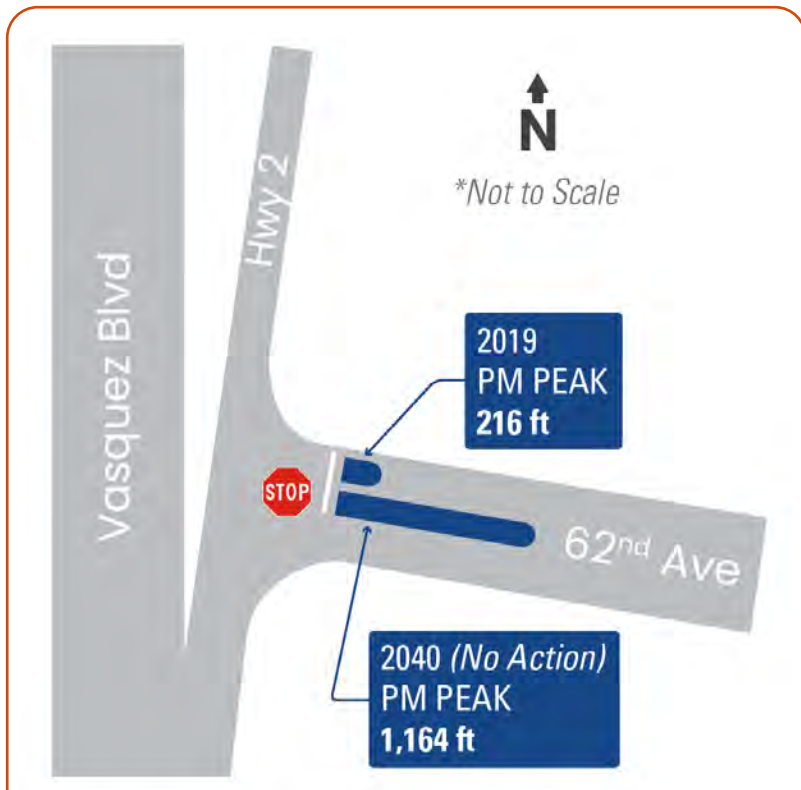 N
*Not to Scale
Hwy 2
Vasquez Blvd
2019
PM PEAK
216 ft
STOP
62nd Ave
2040 (No Action)
PM PEAK
1,164 ft